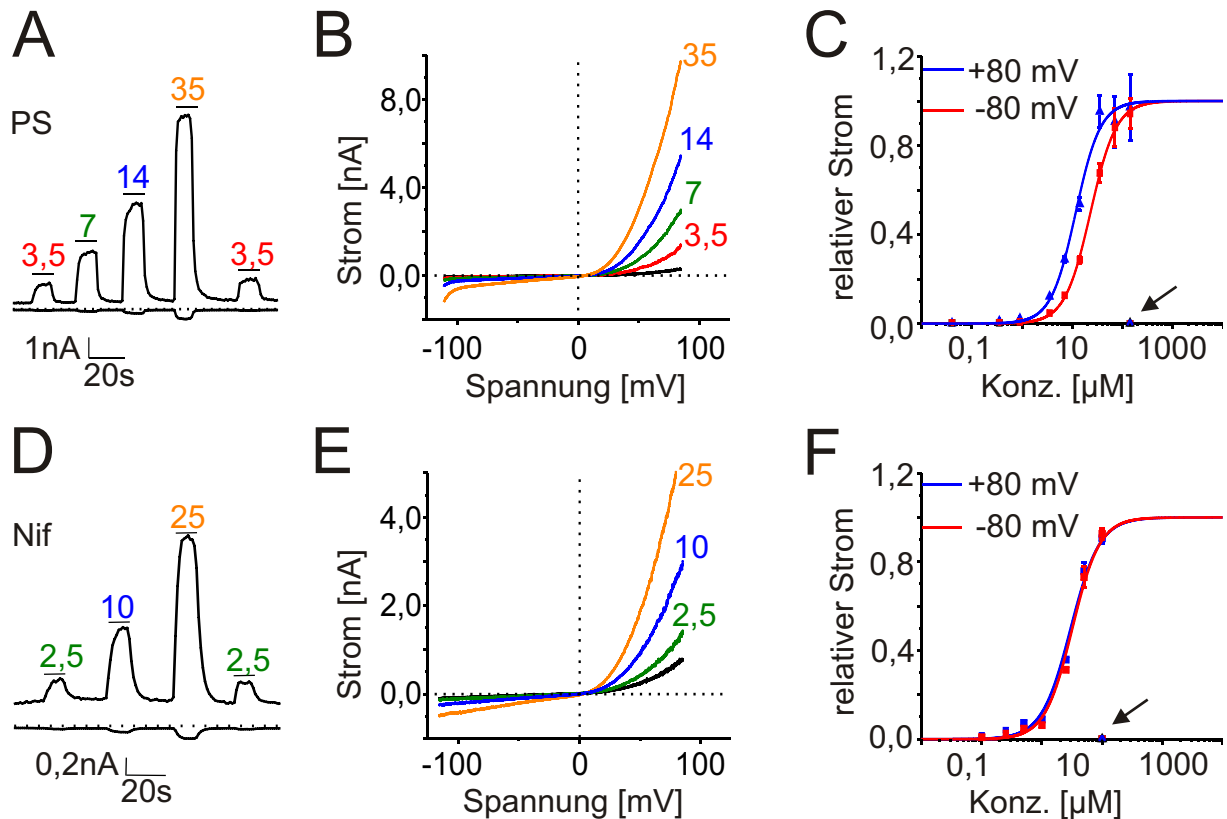 A
PS
3,5
7
14
35
3,5
1nA
20s
B
Strom [nA]
8,0
4,0
0,0
35
14
7
3,5
-100
0
100
Spannung [mV]
C
relativer Strom
1,2
0,8
0,4
0,0
+80 mV
-80 mV
0,1
10
1000
Konz. [µM]
D
Nif
2,5
10
25
2,5
0,2nA
20s
E
Strom [nA]
4,0
2,0
0,0
25
10
2,5
-100
0
100
Spannung [mV]
F
relativer Strom
1,2
0,8
0,4
0,0
+80 mV
-80 mV
0,1
10
1000
Konz. [µM]